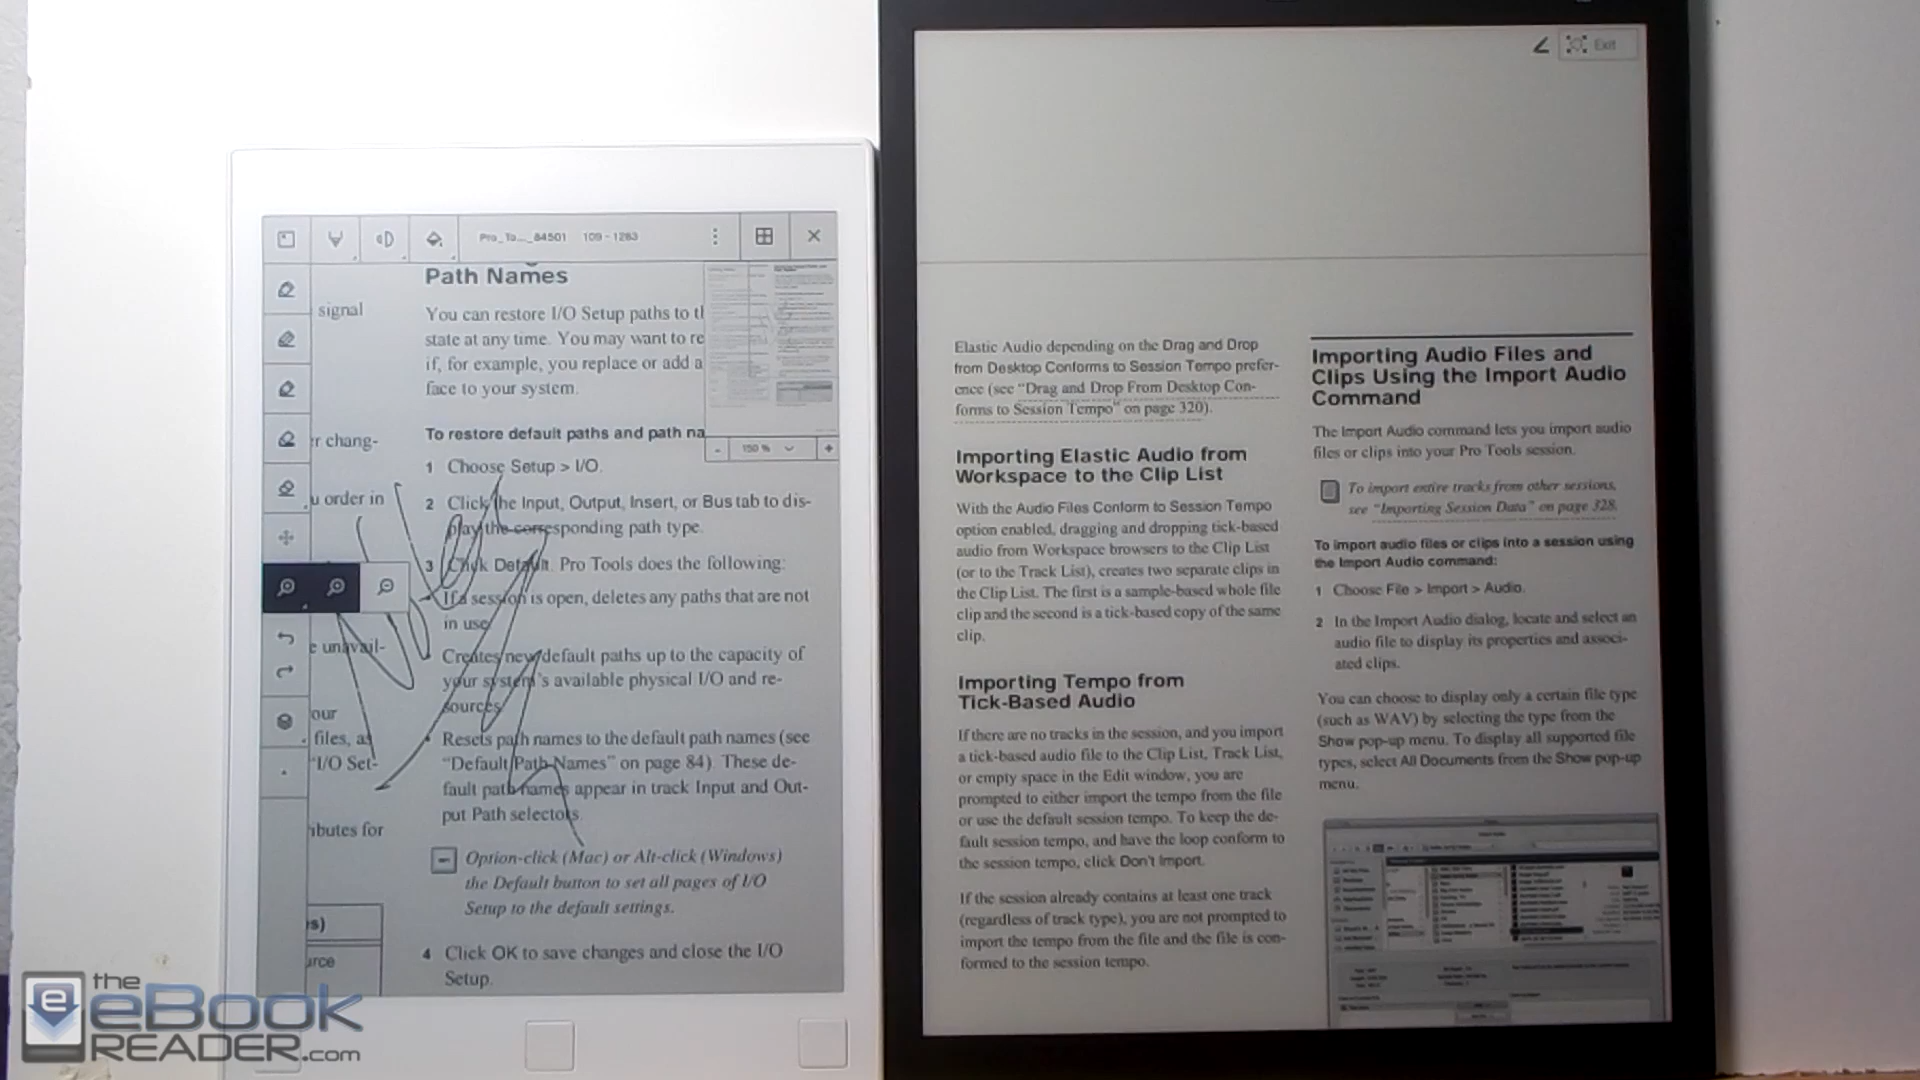 Pro_To..._84501 109 - 1283
Path Names
signal
You can restore I/O Setup paths to th
state at any time. You may want to re
if, for example, you replace or add a
face to your system.
r chang-
To restore default paths and path na
150 %
1 Choose Setup > I/O.
u order in
2 Click the Input, Output, Insert, or Bus tab to dis-
play the corresponding path type.
3 Click Default. Pro Tools does the following:
If a session is open, deletes any paths that are not
in use
e unavail-
Creates new default paths up to the capacity of
your system's available physical I/O and re-
sources
our
files, as
"I/O Set-
• Resets path names to the default path names (see
"Default Path Names" on page 84). These de-
fault path names appear in track Input and Out-
put Path selectors.
ibutes for
Option-click (Mac) or Alt-click (Windows)
the Default button to set all pages of I/O
Setup to the default settings.
s)
urce
4 Click OK to save changes and close the I/O
Setup.
Exit
Elastic Audio depending on the Drag and Drop
from Desktop Conforms to Session Tempo prefer-
ence (see "Drag and Drop From Desktop Con-
forms to Session Tempo" on page 320).
Importing Elastic Audio from
Workspace to the Clip List
With the Audio Files Conform to Session Tempo
option enabled, dragging and dropping tick-based
audio from Workspace browsers to the Clip List
(or to the Track List), creates two separate clips in
the Clip List. The first is a sample-based whole file
clip and the second is a tick-based copy of the same
clip.
Importing Tempo from
Tick-Based Audio
If there are no tracks in the session, and you import
a tick-based audio file to the Clip List, Track List,
or empty space in the Edit window, you are
prompted to either import the tempo from the file
or use the default session tempo. To keep the de-
fault session tempo, and have the loop conform to
the session tempo, click Don't Import.
If the session already contains at least one track
(regardless of track type), you are not prompted to
import the tempo from the file and the file is con-
formed to the session tempo.
Importing Audio Files and
Clips Using the Import Audio
Command
The Import Audio command lets you import audio
files or clips into your Pro Tools session.
To import entire tracks from other sessions,
see "Importing Session Data" on page 328.
To import audio files or clips into a session using
the Import Audio command:
1 Choose File > Import > Audio.
2 In the Import Audio dialog, locate and select an
audio file to display its properties and associ-
ated clips.
You can choose to display only a certain file type
(such as WAV) by selecting the type from the
Show pop-up menu. To display all supported file
types, select All Documents from the Show pop-up
menu.
the
eBook
READER.com